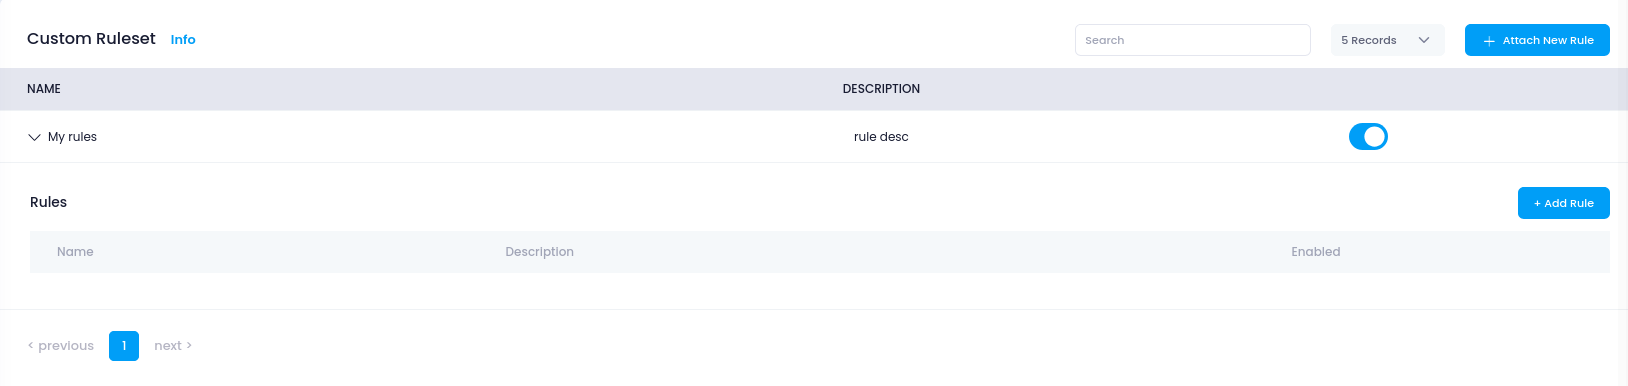 Custom Ruleset Info Search 5 Records + Attach New Rule
NAME DESCRIPTION
My rules rule desc
Rules + Add Rule
Name Description Enabled
< previous 1 next >